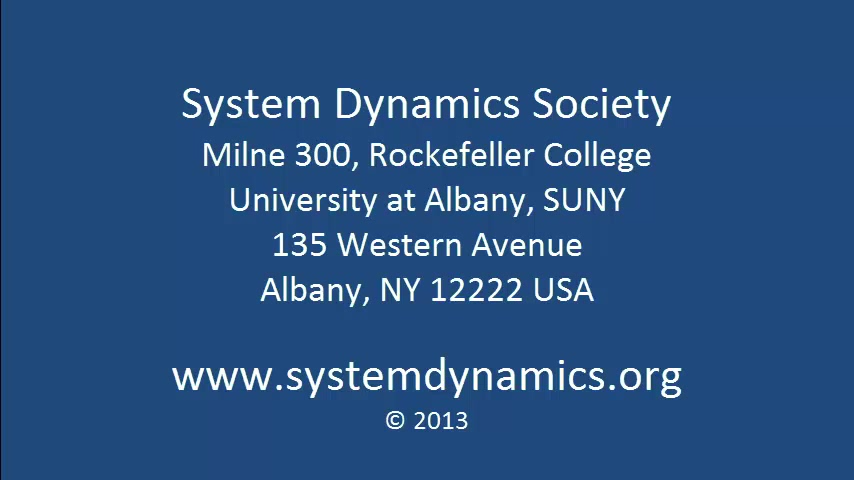 System Dynamics Society
Milne 300, Rockefeller College
University at Albany, SUNY
135 Western Avenue
Albany, NY 12222 USA
www.systemdynamics.org
© 2013